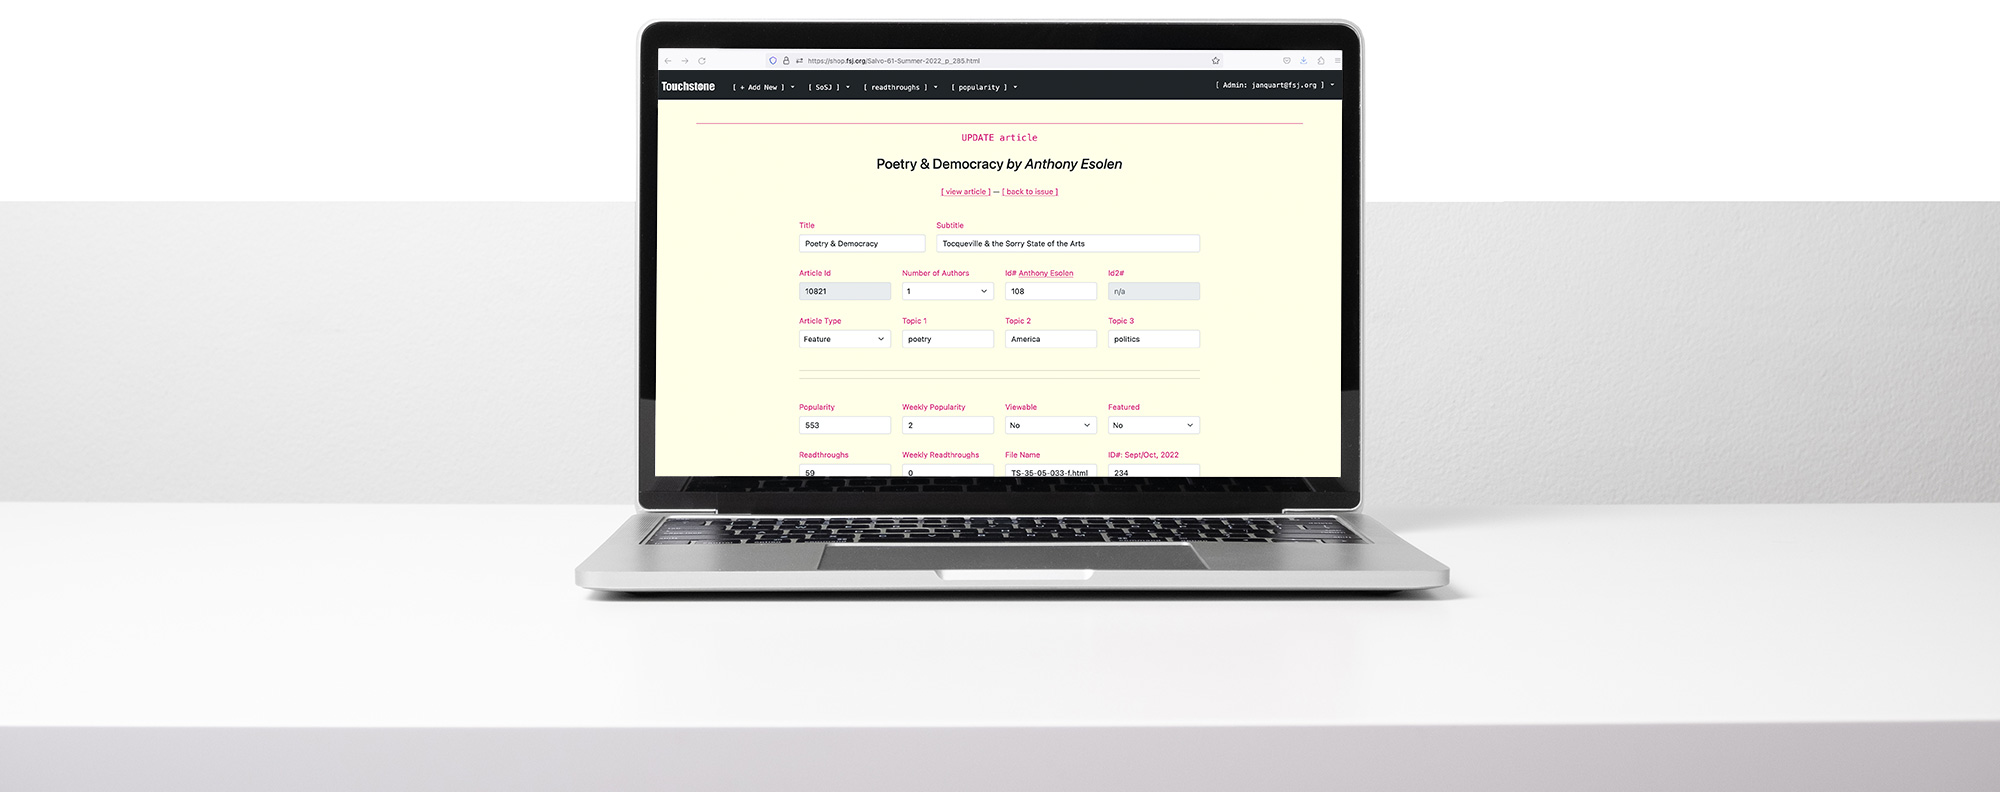 https://shop.fsj.org/Salvo-61-Summer-2022_p_285.html
Touchstone [ + Add New ] [ SoSJ ] [ readthroughs ] [ popularity ] [ Admin: janquart@fsj.org ]
UPDATE article
Poetry & Democracy by Anthony Esolen
[ view article ] — [ back to issue ]
Title Subtitle
Poetry & Democracy Tocqueville & the Sorry State of the Arts
Article Id Number of Authors Id# Anthony Esolen Id2#
10821 1 108 n/a
Article Type Topic 1 Topic 2 Topic 3
Feature poetry America politics
Popularity Weekly Popularity Viewable Featured
553 2 No No
Readthroughs Weekly Readthroughs File Name ID#: Sept/Oct, 2022
59 0 TS-35-05-033-f.html 234